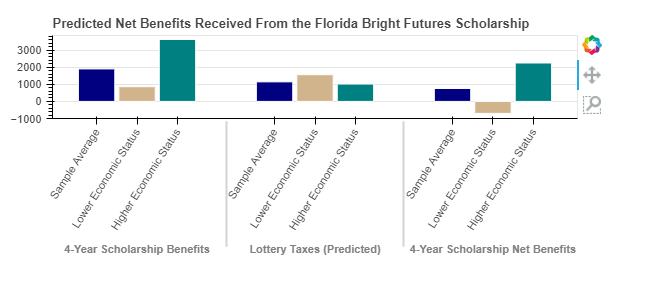 Predicted Net Benefits Received From the Florida Bright Futures Scholarship
3000
2000
1000
0
−1000
Sample Average
Lower Economic Status
Higher Economic Status
Sample Average
Lower Economic Status
Higher Economic Status
Sample Average
Lower Economic Status
Higher Economic Status
4-Year Scholarship Benefits
Lottery Taxes (Predicted)
4-Year Scholarship Net Benefits